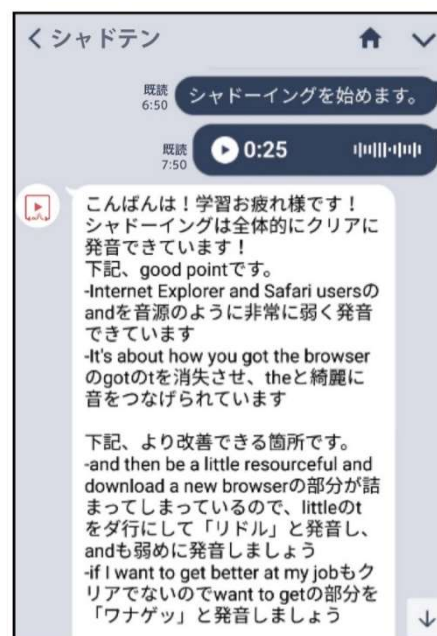 シャドテン
既読
6:50
シャドーイングを始めます。
既読
7:50
0:25
こんばんは！学習お疲れ様です！
シャドーイングは全体的にクリアに
発音できています！
下記、good pointです。
-Internet Explorer and Safari usersの
andを音源のように非常に弱く発音
できています
-It's about how you got the browser
のgotのtを消失させ、theと綺麗に
音をつなげられています
下記、より改善できる箇所です。
-and then be a little resourceful and
download a new browserの部分が詰
まってしまっているので、littleのt
をダ行にして「リドル」と発音し、
andも弱めに発音しましょう
-if I want to get better at my jobもク
リアでないのでwant to getの部分を
「ワナゲッ」と発音しましょう